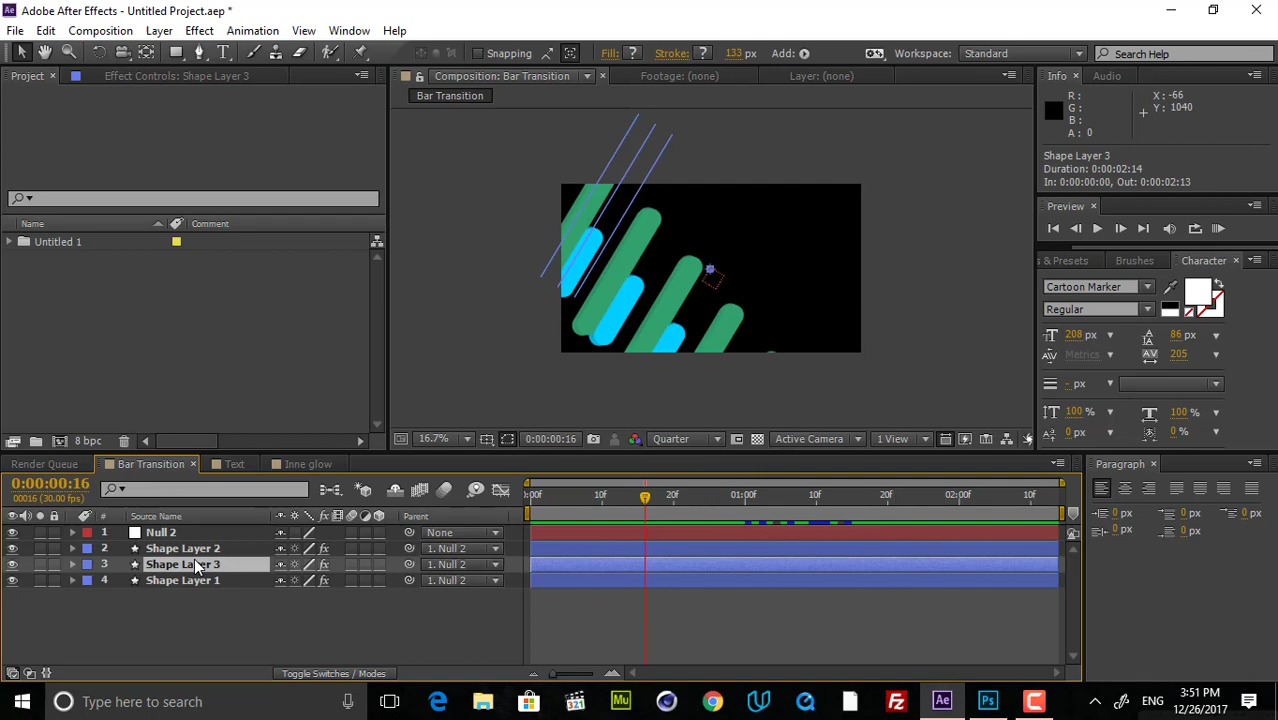 Adobe After Effects - Untitled Project.aep *
File Edit Composition Layer Effect Animation View Window Help
Snapping Fill: ? Stroke: ? 133 px Add: Workspace: Standard Search Help
Project Effect Controls: Shape Layer 3 Composition: Bar Transition Footage: (none) Layer: (none) Info Audio
Bar Transition
R: X: -66
G: Y: 1040
B:
A: 0
Shape Layer 3
Duration: 0:00:02:14
In: 0:00:00:00, Out: 0:00:02:13
Preview
Name Comment
Untitled 1
s & Presets Brushes Character
Cartoon Marker
Regular
208 px 86 px
Metrics 205
- px
100 % 100 %
0 px 0 %
8 bpc 16.7% 0:00:00:16 Quarter Active Camera 1 View
Render Queue Bar Transition Text Inne glow Paragraph
0:00:00:16
00016 (30.00 fps)
:00f 10f 20f 01:00f 10f 20f 02:00f 10f
# Source Name Parent
1 Null 2 None
2 Shape Layer 2 1. Null 2
3 Shape Layer 3 1. Null 2
4 Shape Layer 1 1. Null 2
0 px 0 px 0 px
0 px 0 px
Toggle Switches / Modes
Type here to search ENG 3:51 PM
12/26/2017